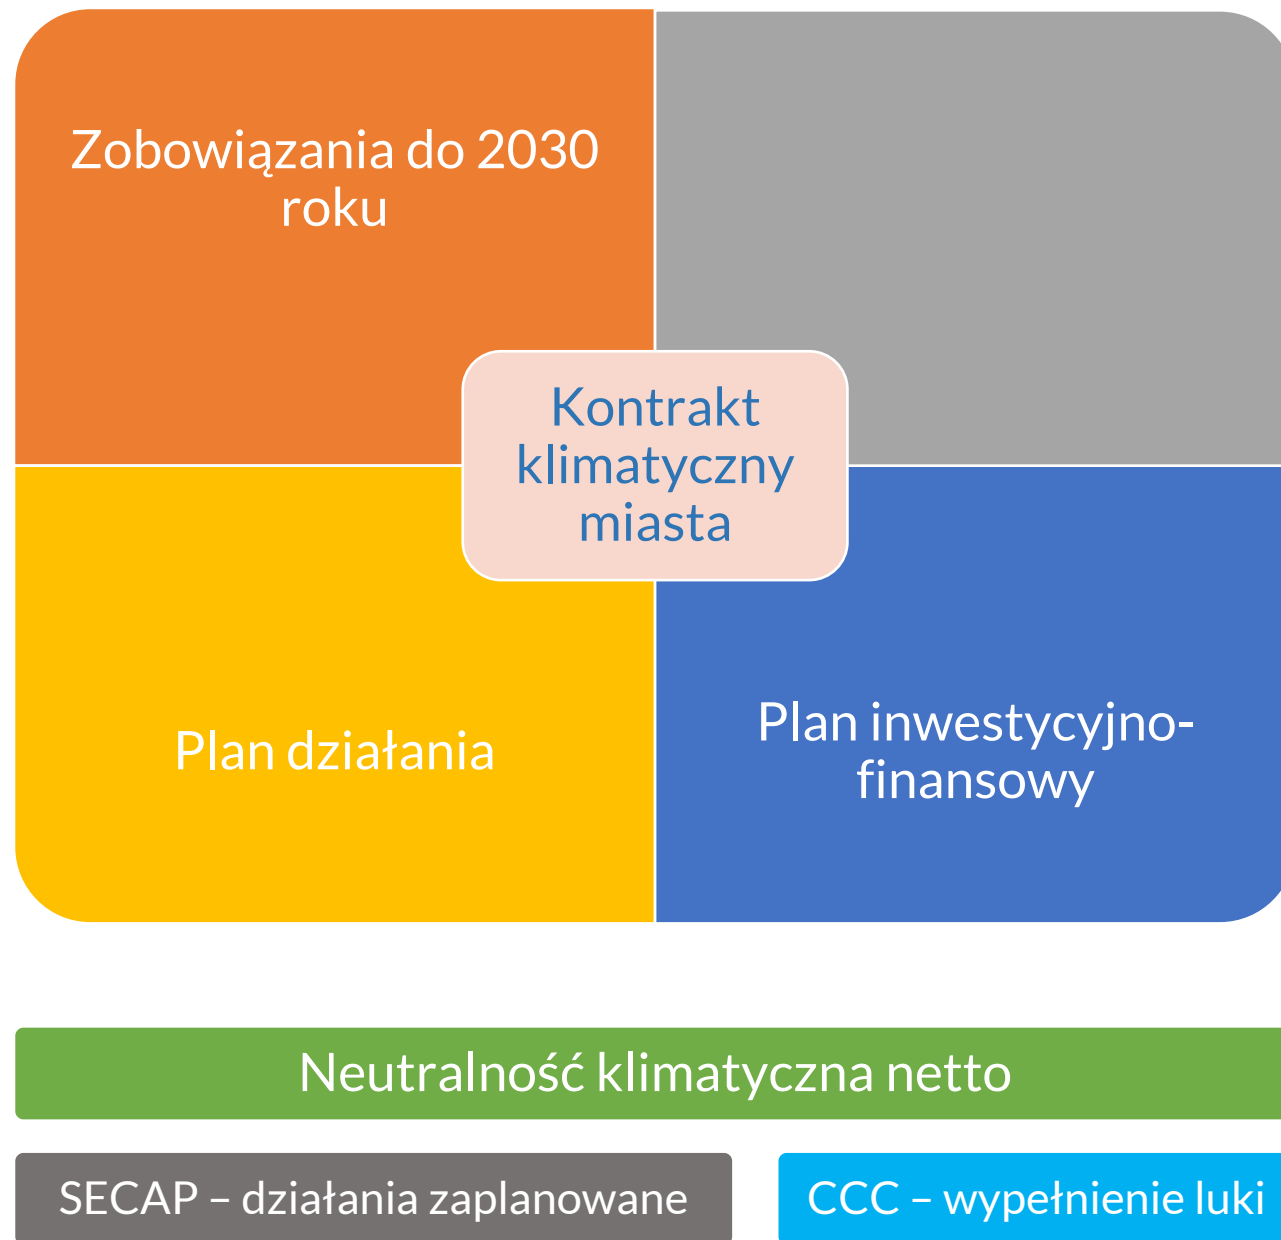 Zobowiązania do 2030
roku
Kontrakt
klimatyczny
miasta
Plan działania
Plan inwestycyjno-
finansowy
Neutralność klimatyczna netto
SECAP – działania zaplanowane
CCC – wypełnienie luki